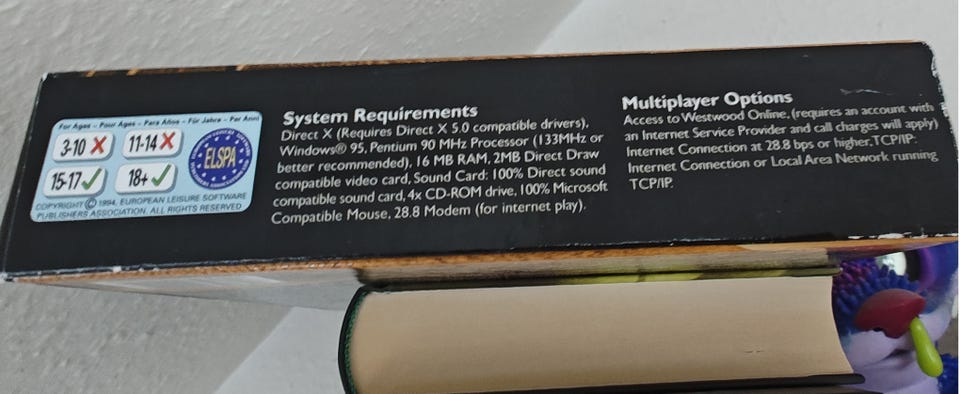 For Ages – Pour Ages – Para Años – Für Jahre – Per Anni
3-10 11-14
15-17 18+
ELSPA
COPYRIGHT © 1994, EUROPEAN LEISURE SOFTWARE
PUBLISHERS ASSOCIATION. ALL RIGHTS RESERVED
System Requirements
Direct X (Requires Direct X 5.0 compatible drivers),
Windows® 95, Pentium 90 MHz Processor (133MHz or
better recommended), 16 MB RAM, 2MB Direct Draw
compatible video card, Sound Card: 100% Direct sound
compatible sound card, 4x CD-ROM drive, 100% Microsoft
Compatible Mouse, 28.8 Modem (for internet play).
Multiplayer Options
Access to Westwood Online, (requires an account with
an Internet Service Provider and call charges will apply)
Internet Connection at 28.8 bps or higher, TCP/IP:
Internet Connection or Local Area Network running
TCP/IP.